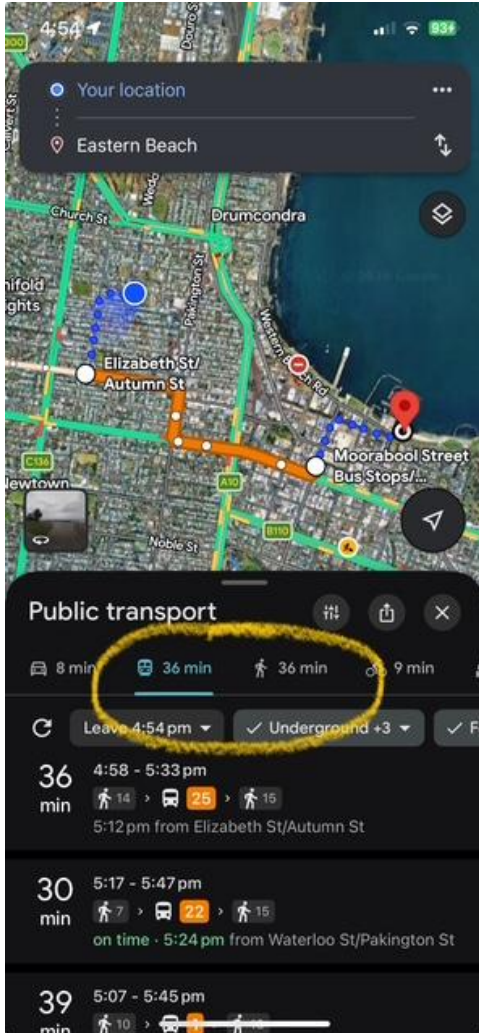 4:54
93
Your location
Eastern Beach
Church St
Drumcondra
Pakington St
Western Beach Rd
Elizabeth St/
Autumn St
Moorabool Street
Bus Stops/...
C136
A10
B110
Noble St
Public transport
8 min
36 min
36 min
9 min
Leave 4:54 pm
Underground +3
F
36
min
4:58 - 5:33 pm
14 > 25 > 15
5:12 pm from Elizabeth St/Autumn St
30
min
5:17 - 5:47 pm
7 > 22 > 15
on time · 5:24 pm from Waterloo St/Pakington St
39
min
5:07 - 5:45 pm
10 >